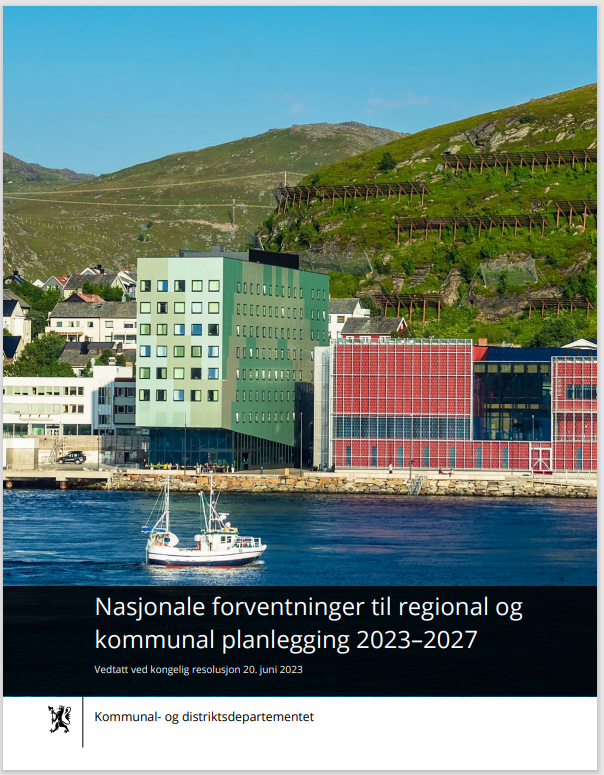 Nasjonale forventninger til regional og
kommunal planlegging 2023–2027
Vedtatt ved kongelig resolusjon 20. juni 2023
Kommunal- og distriktsdepartementet